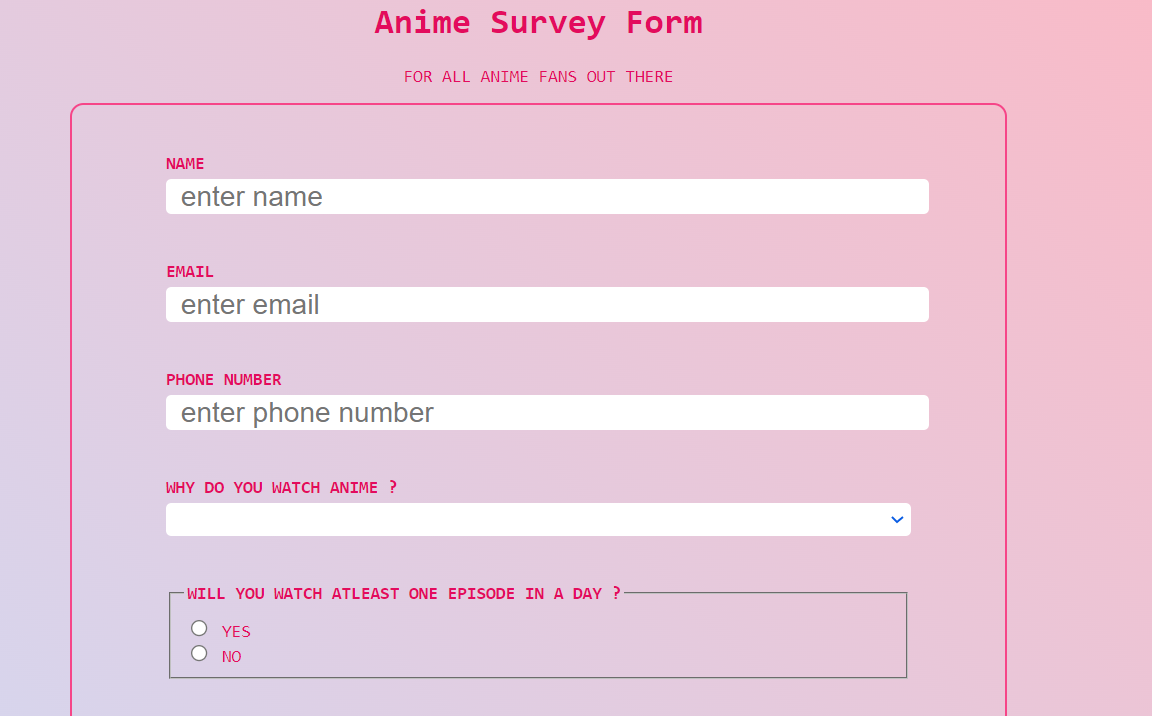 Anime Survey Form
FOR ALL ANIME FANS OUT THERE
NAME
enter name
EMAIL
enter email
PHONE NUMBER
enter phone number
WHY DO YOU WATCH ANIME ?
WILL YOU WATCH ATLEAST ONE EPISODE IN A DAY ?
YES
NO